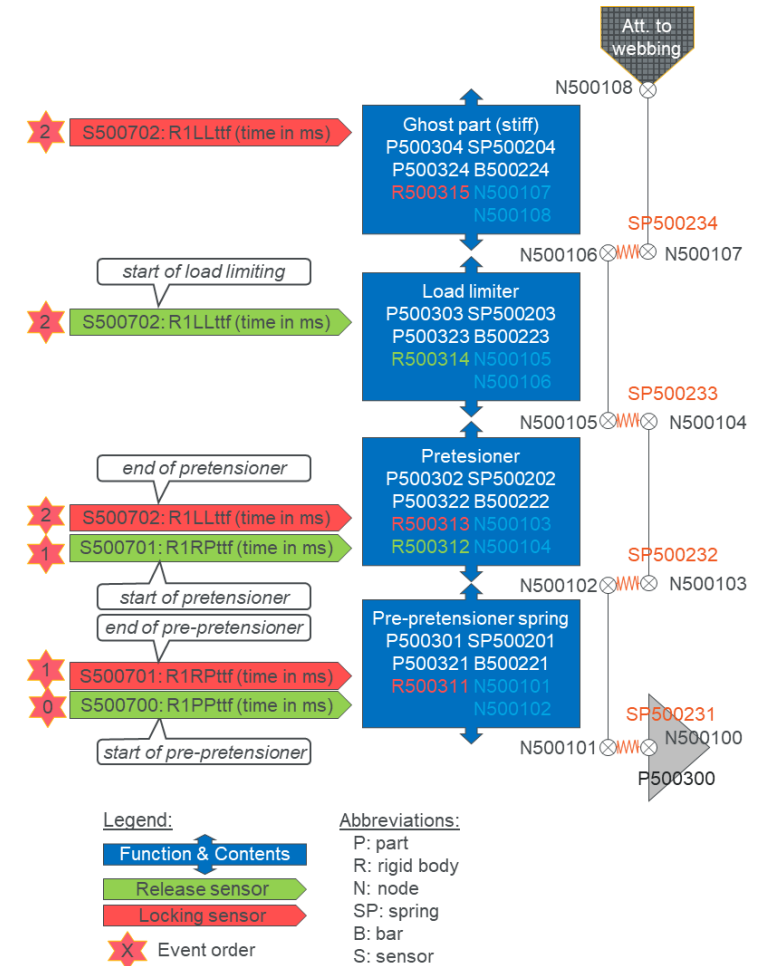 Att. to
webbing
N500108
2
S500702: R1LLttf (time in ms)
Ghost part (stiff)
P500304 SP500204
P500324 B500224
R500315 N500107
N500108
SP500234
N500106
N500107
start of load limiting
2
S500702: R1LLttf (time in ms)
Load limiter
P500303 SP500203
P500323 B500223
R500314 N500105
N500106
SP500233
N500105
N500104
end of pretensioner
2
S500702: R1LLttf (time in ms)
1
S500701: R1RPttf (time in ms)
start of pretensioner
Pretesioner
P500302 SP500202
P500322 B500222
R500313 N500103
R500312 N500104
SP500232
N500102
N500103
end of pre-pretensioner
1
S500701: R1RPttf (time in ms)
0
S500700: R1PPttf (time in ms)
start of pre-pretensioner
Pre-pretensioner spring
P500301 SP500201
P500321 B500221
R500311 N500101
N500102
SP500231
N500100
N500101
P500300
Legend:
Function & Contents
Release sensor
Locking sensor
X Event order
Abbreviations:
P: part
R: rigid body
N: node
SP: spring
B: bar
S: sensor